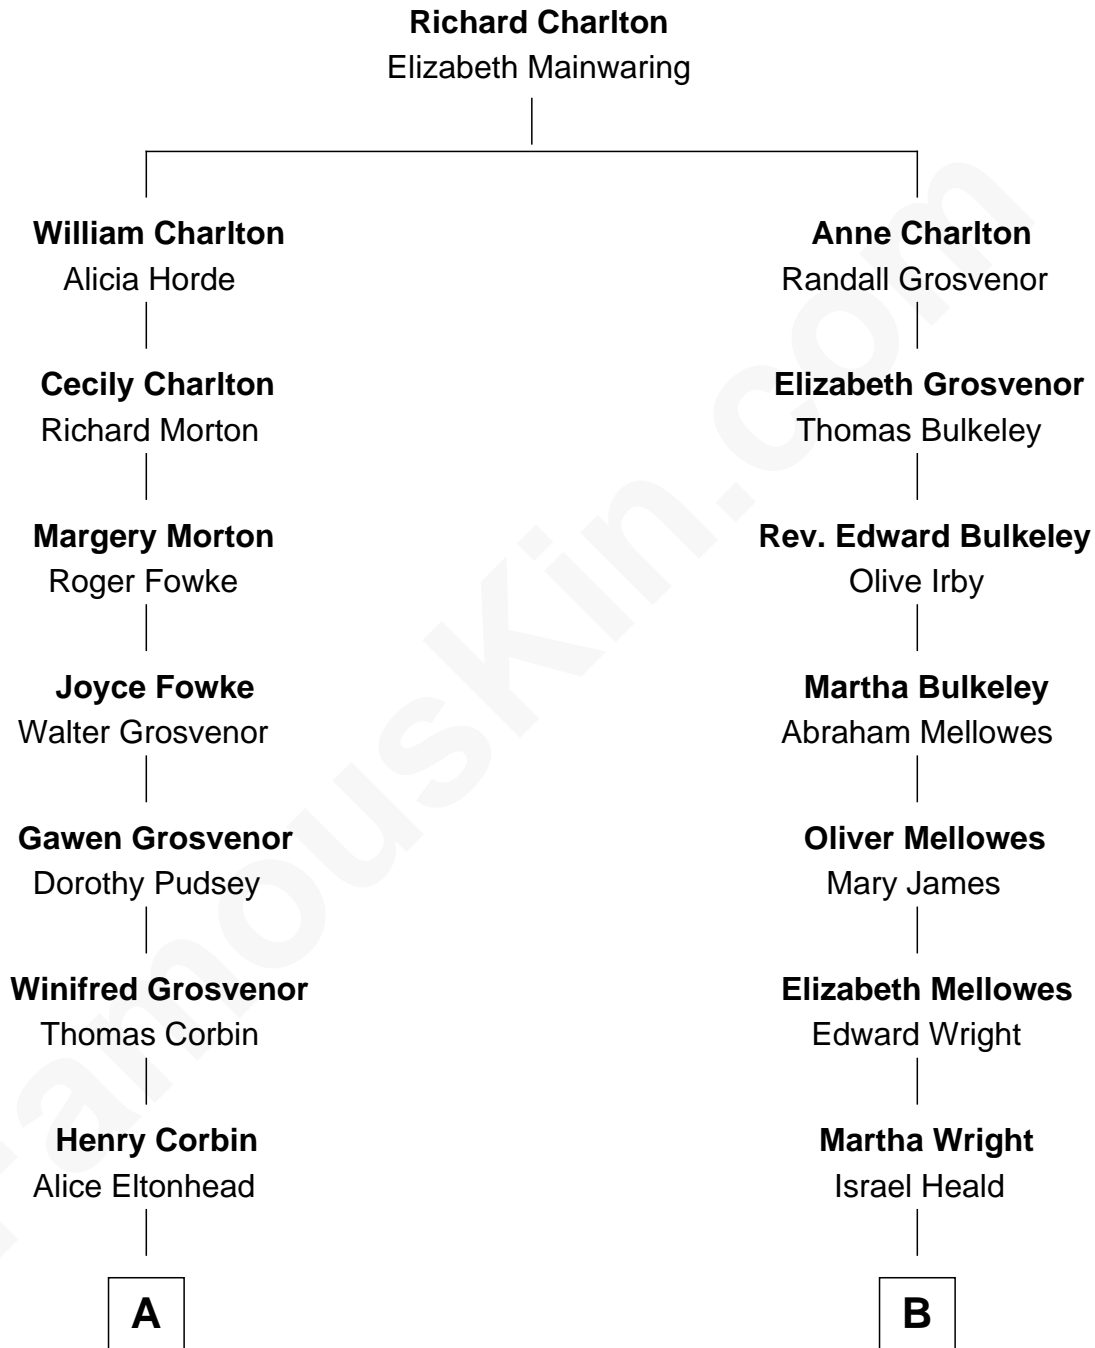 Richard Charlton
Elizabeth Mainwaring
William Charlton
Alicia Horde
Cecily Charlton
Richard Morton
Margery Morton
Roger Fowke
Joyce Fowke
Walter Grosvenor
Gawen Grosvenor
Dorothy Pudsey
Winifred Grosvenor
Thomas Corbin
Henry Corbin
Alice Eltonhead
A
Anne Charlton
Randall Grosvenor
Elizabeth Grosvenor
Thomas Bulkeley
Rev. Edward Bulkeley
Olive Irby
Martha Bulkeley
Abraham Mellowes
Oliver Mellowes
Mary James
Elizabeth Mellowes
Edward Wright
Martha Wright
Israel Heald
B
FamousKin.com